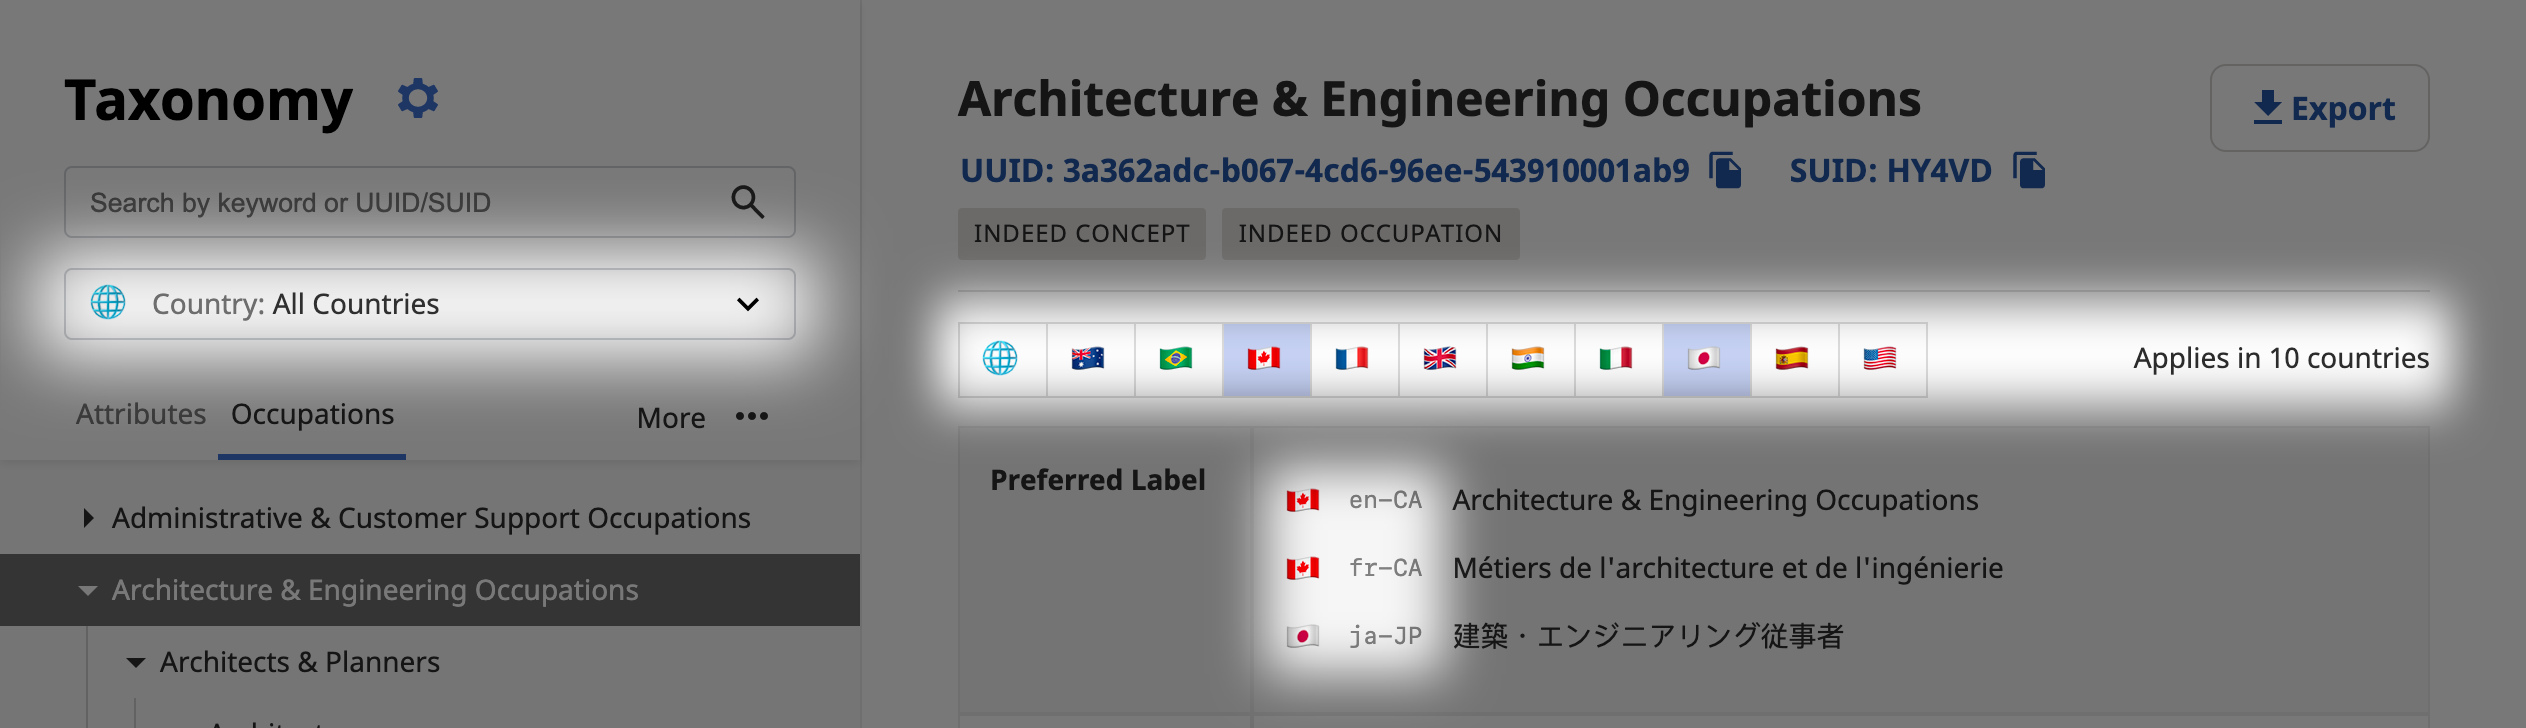 Taxonomy
Search by keyword or UUID/SUID
Country: All Countries
Attributes Occupations More
Administrative & Customer Support Occupations
Architecture & Engineering Occupations
Architects & Planners
Architecture & Engineering Occupations
Export
UUID: 3a362adc-b067-4cd6-96ee-543910001ab9 SUID: HY4VD
INDEED CONCEPT INDEED OCCUPATION
Applies in 10 countries
Preferred Label
en-CA Architecture & Engineering Occupations
fr-CA Métiers de l'architecture et de l'ingénierie
ja-JP 建築・エンジニアリング従事者